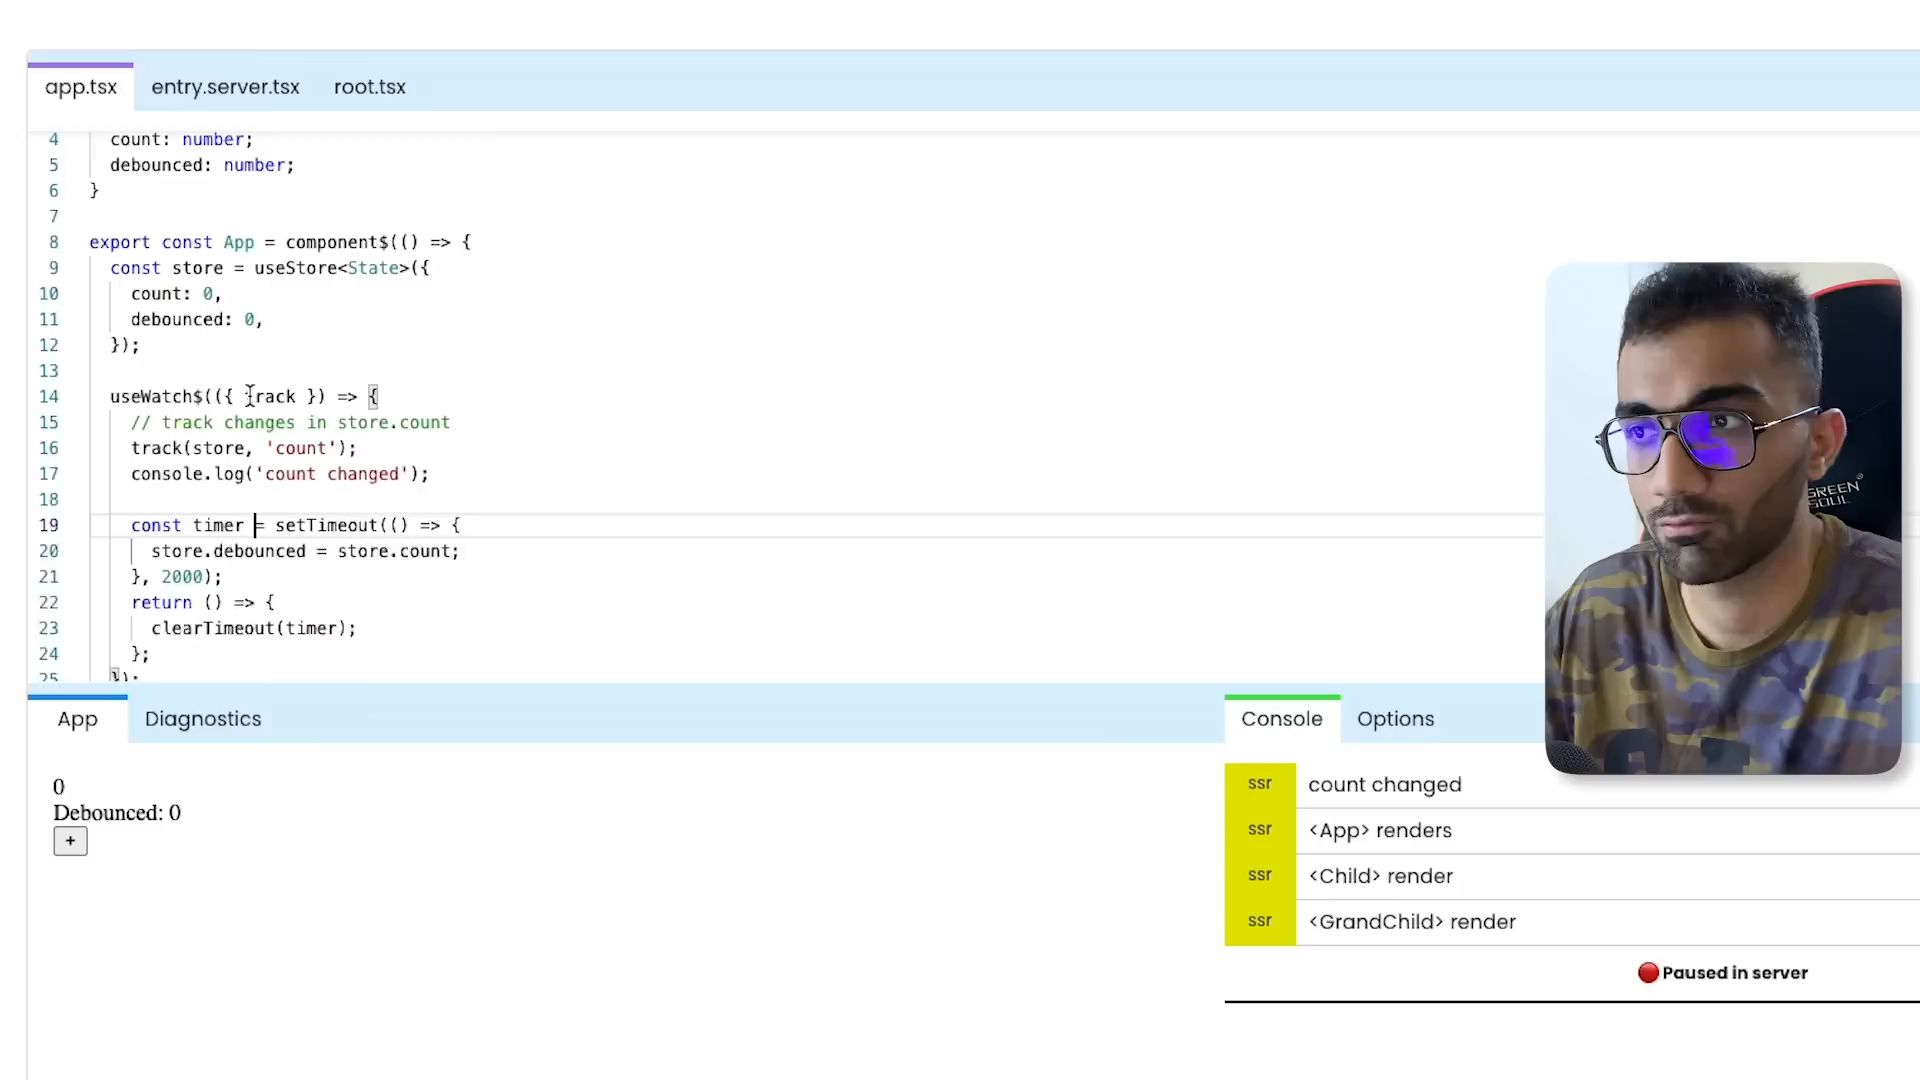 app.tsx entry.server.tsx root.tsx
4 count: number;
5 debounced: number;
6 }
7
8 export const App = component$(() => {
9 const store = useStore<State>({
10 count: 0,
11 debounced: 0,
12 });
13
14 useWatch$(({ track }) => {
15 // track changes in store.count
16 track(store, 'count');
17 console.log('count changed');
18
19 const timer = setTimeout(() => {
20 store.debounced = store.count;
21 }, 2000);
22 return () => {
23 clearTimeout(timer);
24 };
25 });
GREEN
SOUL
App Diagnostics
Console Options
0
Debounced: 0
+
ssr count changed
ssr <App> renders
ssr <Child> render
ssr <GrandChild> render
Paused in server